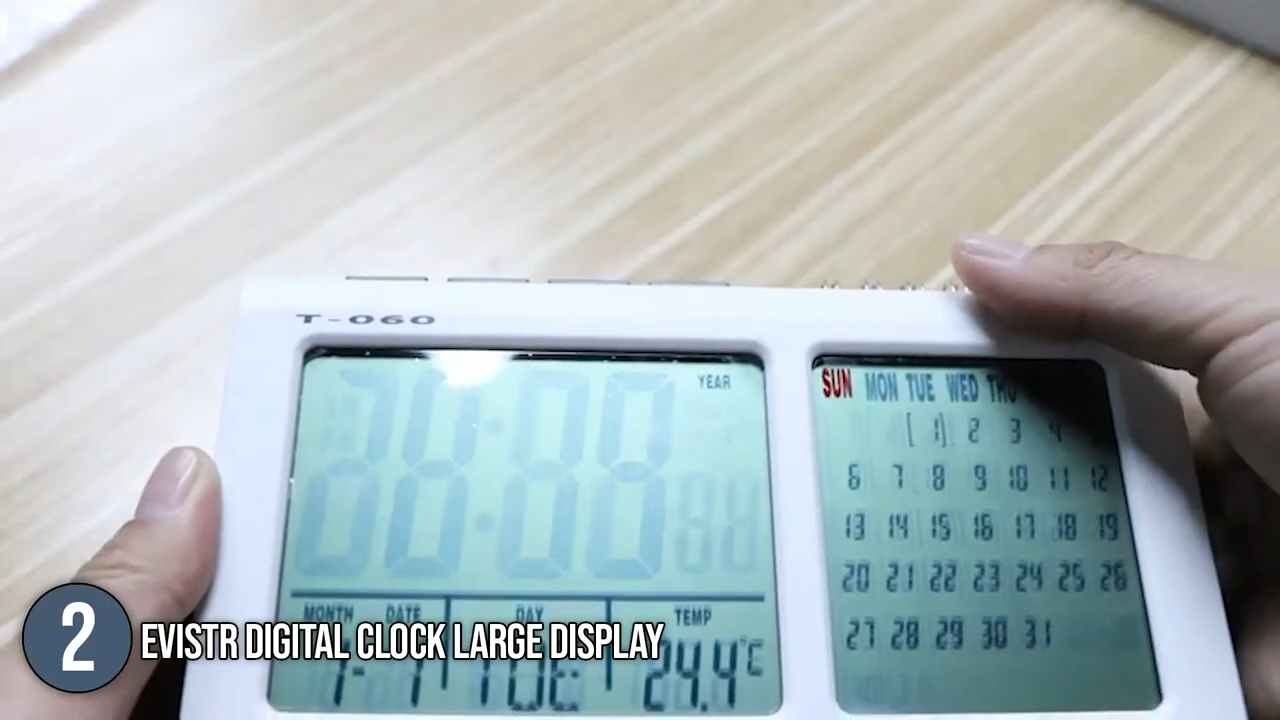 T-060
YEAR
SUN MON TUE WED THU
[1] 2 3 4
6 7 8 9 10 11 12
13 14 15 16 17 18 19
20 21 22 23 24 25 26
27 28 29 30 31
MONTH DATE DAY TEMP
1- 1 TUE 24.4°C
2
EVISTR DIGITAL CLOCK LARGE DISPLAY